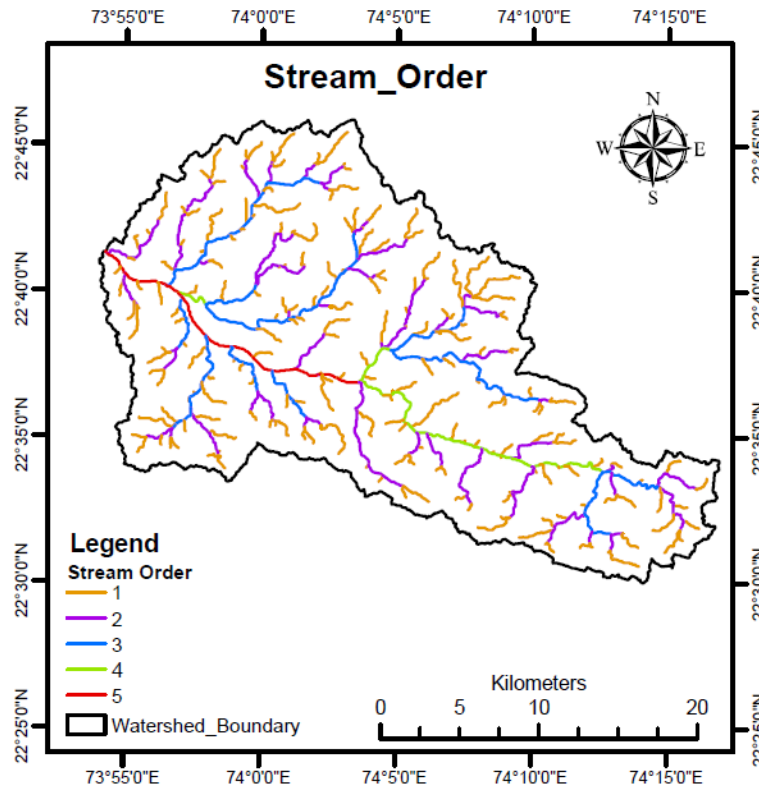 73°55'0"E 74°0'0"E 74°5'0"E 74°10'0"E 74°15'0"E
Stream_Order
N
W E
S
22°45'0"N 22°45'0"N
22°40'0"N 22°40'0"N
22°35'0"N 22°35'0"N
22°30'0"N 22°30'0"N
22°25'0"N 22°25'0"N
Legend
Stream Order
1
2
3
4
5
Watershed_Boundary
Kilometers
0 5 10 20
73°55'0"E 74°0'0"E 74°5'0"E 74°10'0"E 74°15'0"E